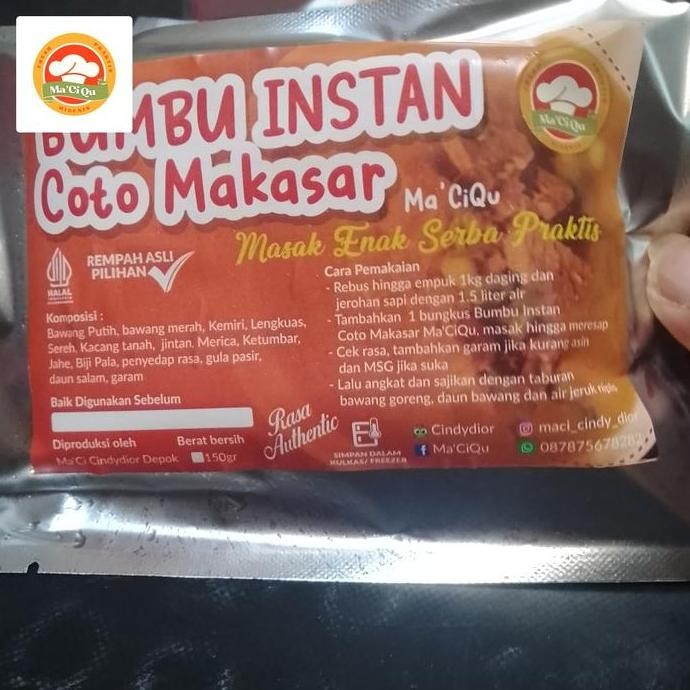 Ma'CiQu
BUMBU INSTAN
Coto Makasar
Ma'CiQu
Masak Enak Serba Praktis
HALAL
REMPAH ASLI
PILIHAN
Komposisi :
Bawang Putih, bawang merah, Kemiri, Lengkuas,
Sereh, Kacang tanah, jintan. Merica, Ketumbar,
Jahe, Biji Pala, penyedap rasa, gula pasir,
daun salam, garam
Baik Digunakan Sebelum
Diproduksi oleh
Ma'Ci Cindydior Depok
Berat bersih
150gr
Cara Pemakaian
- Rebus hingga empuk 1kg daging dan
jerohan sapi dengan 1.5 liter air
- Tambahkan 1 bungkus Bumbu Instan
Coto Makasar Ma'CiQu, masak hingga meresap
- Cek rasa, tambahkan garam jika kurang asin
dan MSG jika suka
- Lalu angkat dan sajikan dengan taburan
bawang goreng, daun bawang dan air jeruk
Rasa
Authentic
SIMPAN DALAM
KULKAS/ FREEZER
Cindydior
Ma'CiQu
maci_cindy_dior
087875678282
Ma'CiQu